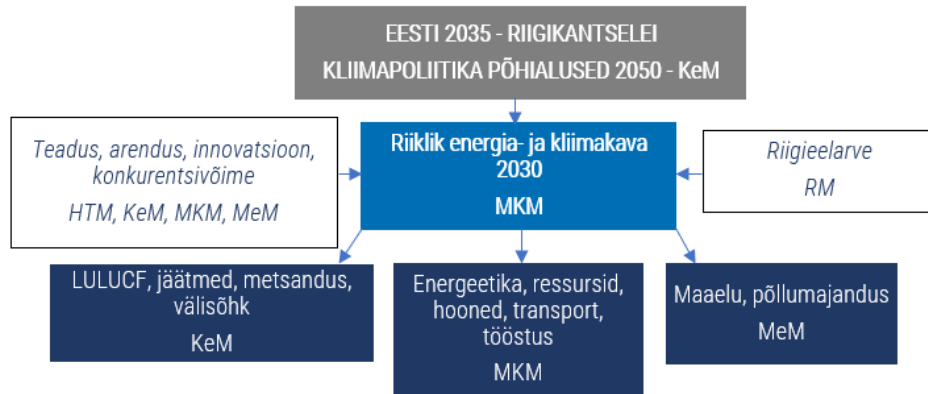 EESTI 2035 - RIIGIKANTSELEI
KLIIMAPOLIITIKA PÕHIALUSED 2050 - KeM
Teadus, arendus, innovatsioon,
konkurentsivõime
HTM, KeM, MKM, MeM
Riiklik energia- ja kliimakava
2030
MKM
Riigieelarve
RM
LULUCF, jäätmed, metsandus,
välisõhk
KeM
Energeetika, ressursid,
hooned, transport,
tööstus
MKM
Maaelu, põllumajandus
MeM